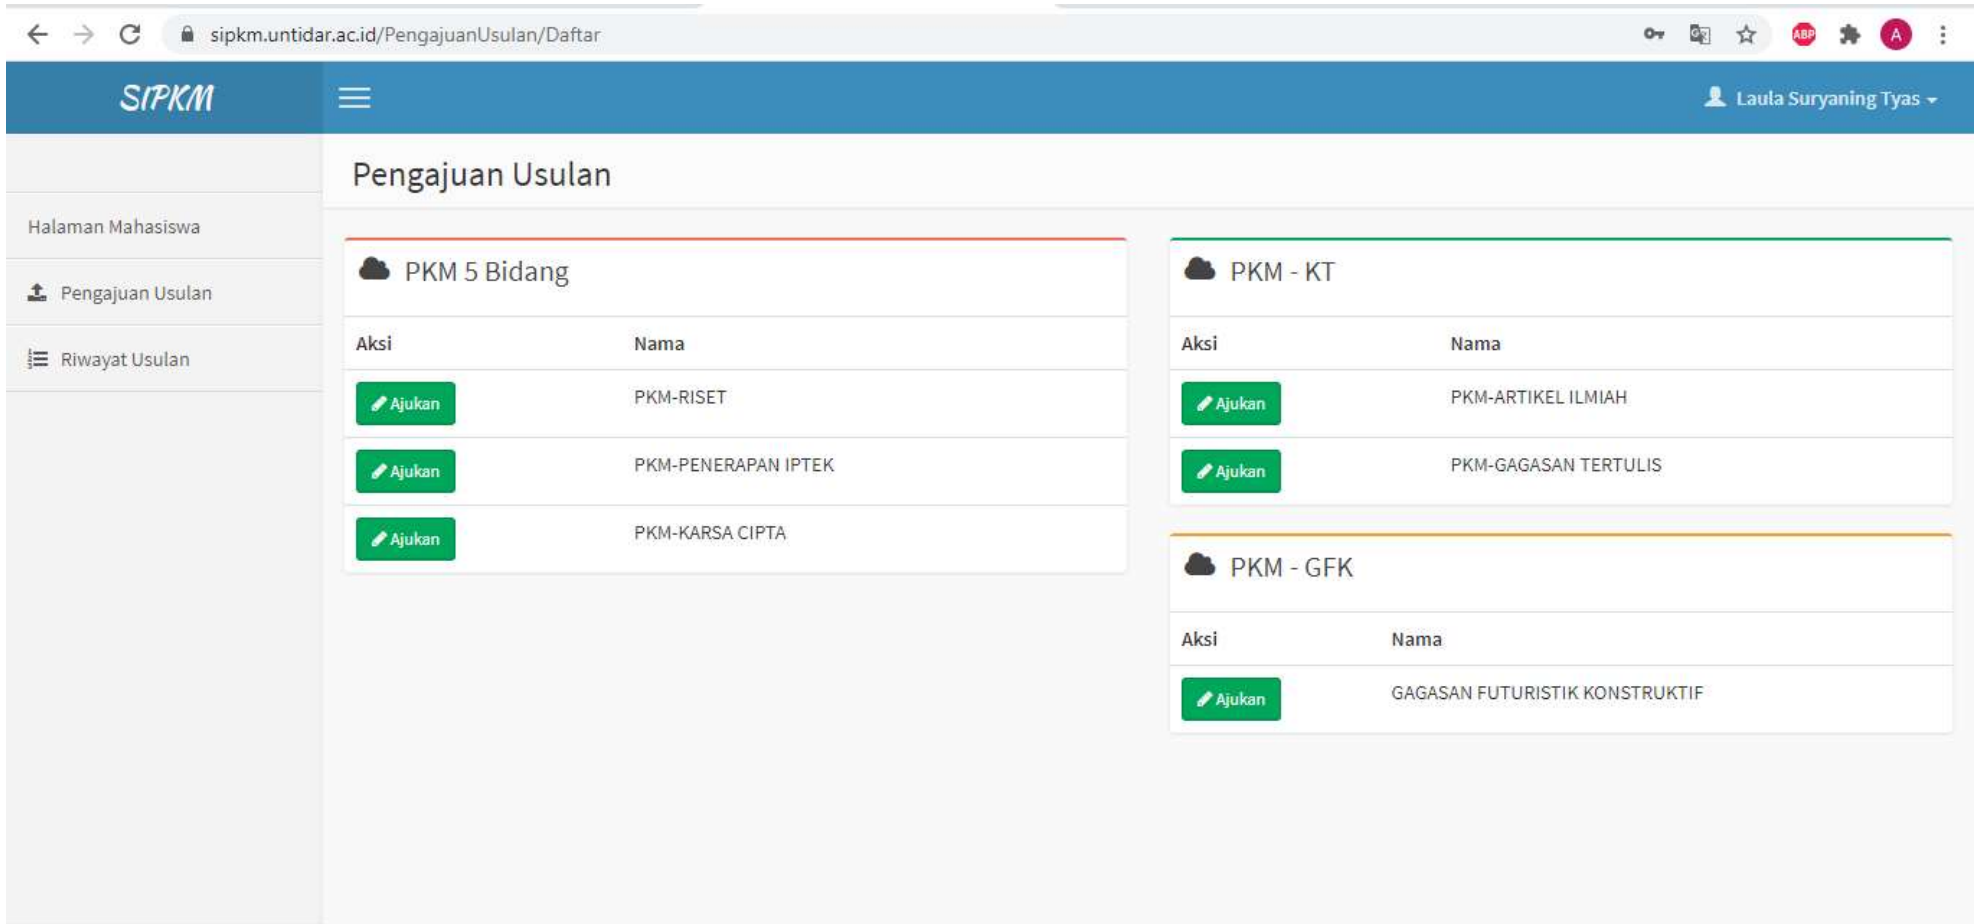 sipkm.untidar.ac.id/PengajuanUsulan/Daftar
ABP
A
SIPKM
Laula Suryaning Tyas
Pengajuan Usulan
Halaman Mahasiswa
Pengajuan Usulan
Riwayat Usulan
PKM 5 Bidang
Aksi Nama
Ajukan PKM-RISET
Ajukan PKM-PENERAPAN IPTEK
Ajukan PKM-KARSA CIPTA
PKM - KT
Aksi Nama
Ajukan PKM-ARTIKEL ILMIAH
Ajukan PKM-GAGASAN TERTULIS
PKM - GFK
Aksi Nama
Ajukan GAGASAN FUTURISTIK KONSTRUKTIF